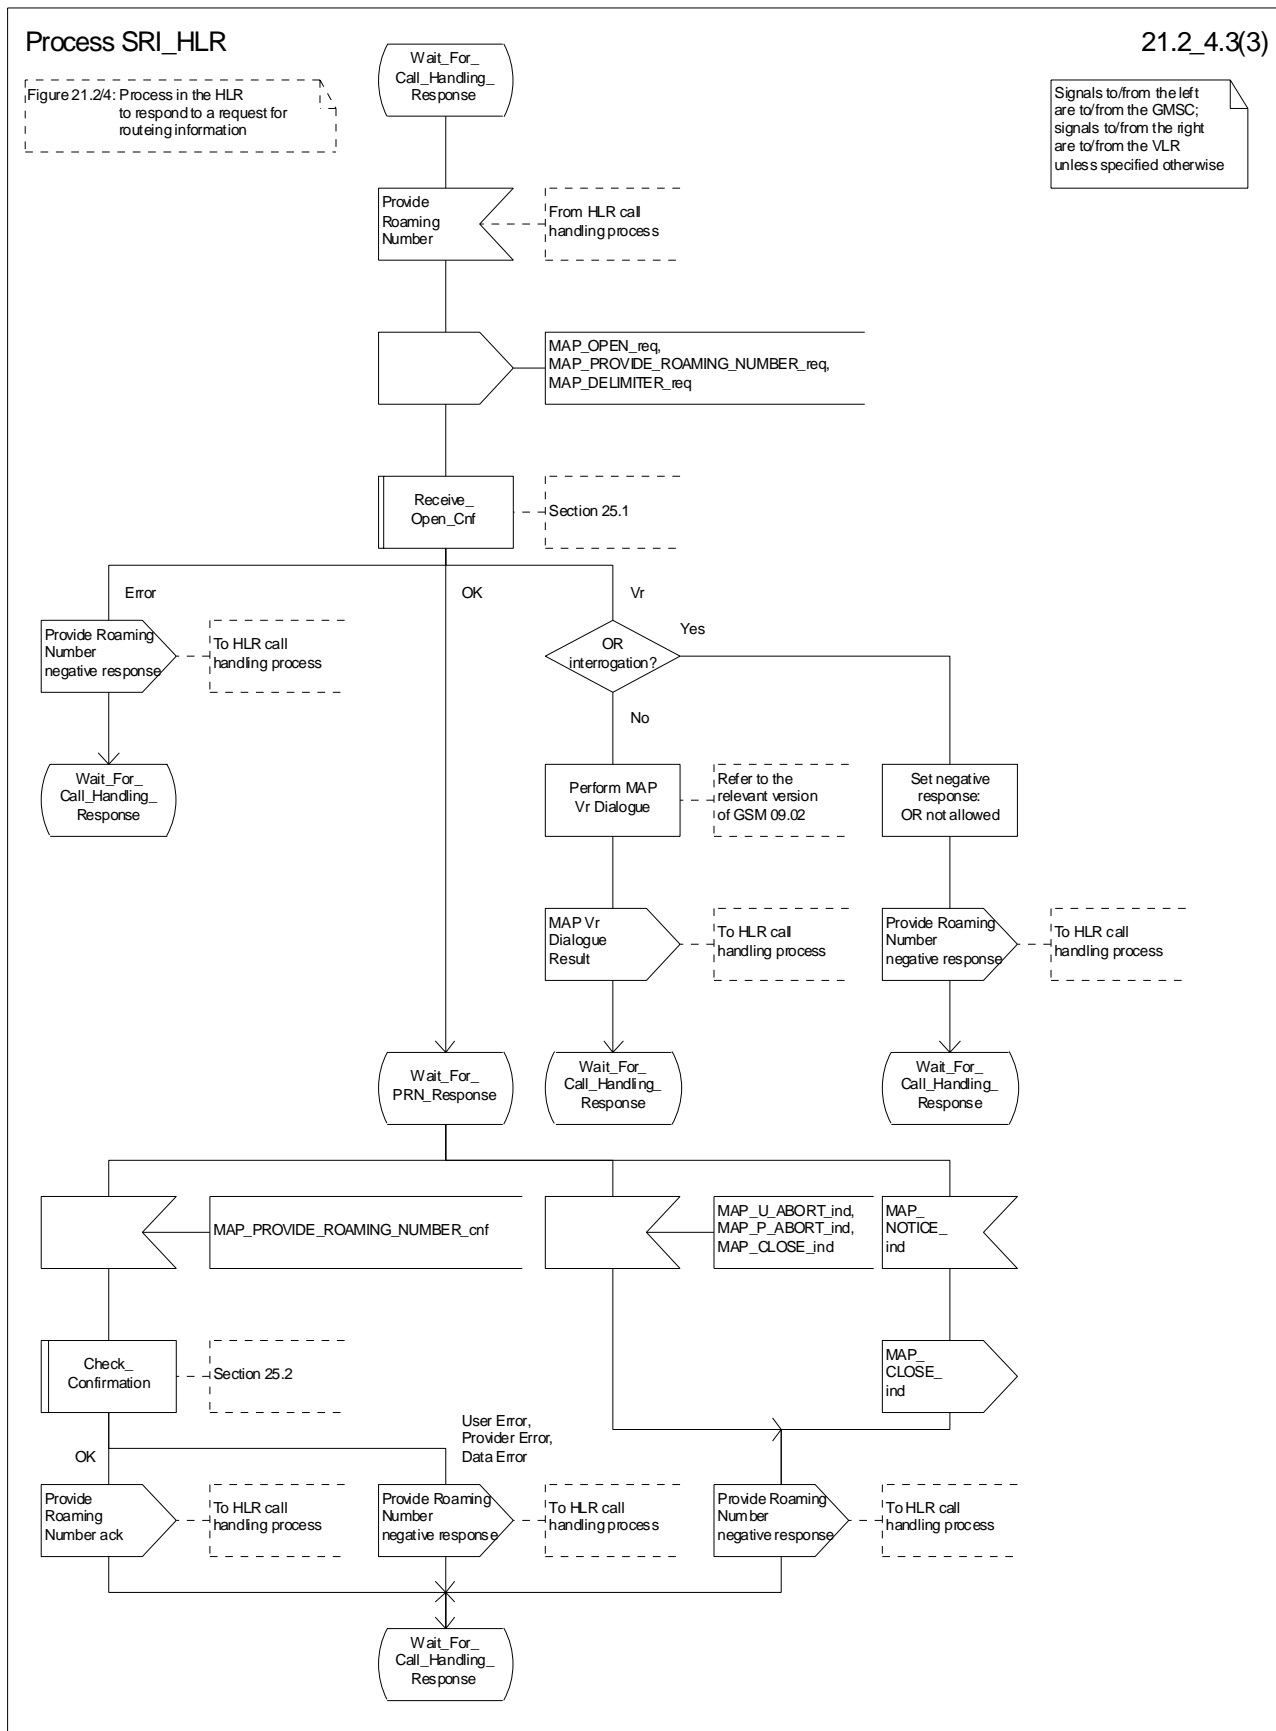 Process SRI_HLR
21.2_4.3(3)
Figure 21.2/4: Process in the HLR
to respond to a request for
routeing information
Wait_For_
Call_Handling_
Response
Signals to/from the left
are to/from the GMSC;
signals to/from the right
are to/from the VLR
unless specified otherwise
Provide
Roaming
Number
From HLR call
handling process
MAP_OPEN_req,
MAP_PROVIDE_ROAMING_NUMBER_req,
MAP_DELIMITER_req
Receive_
Open_Cnf
Section 25.1
Error
OK
Vr
Provide Roaming
Number
negative response
To HLR call
handling process
OR
interrogation?
Yes
No
Wait_For_
Call_Handling_
Response
Perform MAP
Vr Dialogue
Refer to the
relevant version
of GSM 09.02
Set negative
response:
OR not allowed
MAP Vr
Dialogue
Result
To HLR call
handling process
Provide Roaming
Number
negative response
To HLR call
handling process
Wait_For_
PRN_Response
Wait_For_
Call_Handling_
Response
Wait_For_
Call_Handling_
Response
MAP_PROVIDE_ROAMING_NUMBER_cnf
MAP_U_ABORT_ind,
MAP_P_ABORT_ind,
MAP_CLOSE_ind
MAP_
NOTICE_
ind
Check_
Confirmation
Section 25.2
MAP_
CLOSE_
ind
OK
User Error,
Provider Error,
Data Error
Provide
Roaming
Number ack
To HLR call
handling process
Provide Roaming
Number
negative response
To HLR call
handling process
Provide Roaming
Number
negative response
To HLR call
handling process
Wait_For_
Call_Handling_
Response